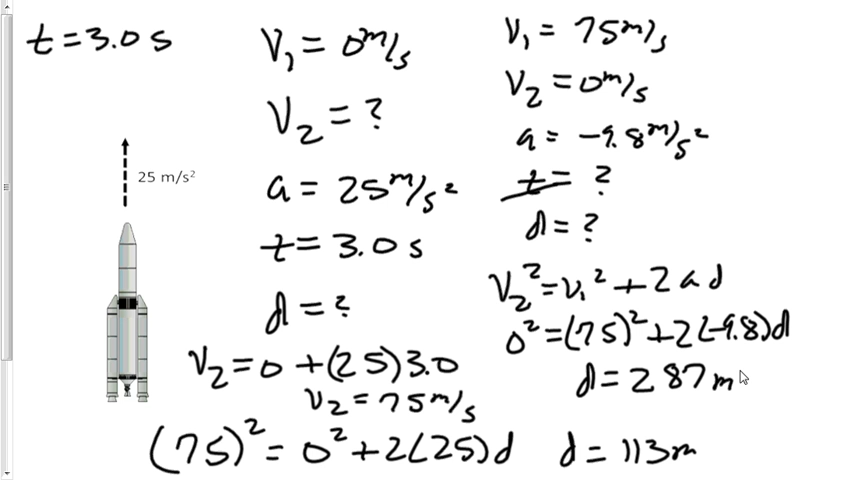 t = 3.0 s
25 m/s²
V₁ = 0 m/s
V₂ = ?
a = 25 m/s²
t = 3.0 s
d = ?
V₂ = 0 + (25) 3.0
V₂ = 75 m/s
(75)² = 0² + 2(25)d
d = 113m
V₁ = 75 m/s
V₂ = 0 m/s
a = -9.8 m/s²
t = ?
d = ?
V₂² = V₁² + 2ad
0² = (75)² + 2(-9.8)d
d = 287 m